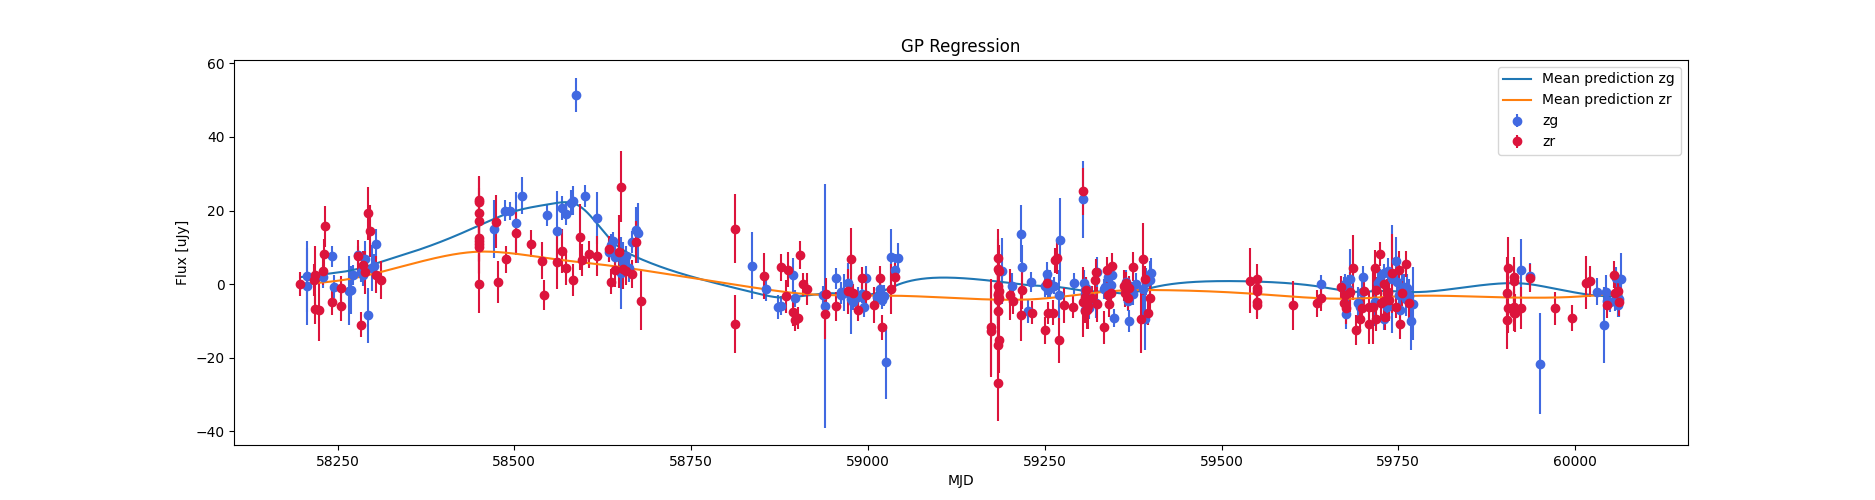 GP Regression
Flux [uJy]
60
40
20
0
−20
−40
58250
58500
58750
59000
59250
59500
59750
60000
MJD
Mean prediction zg
Mean prediction zr
zg
zr